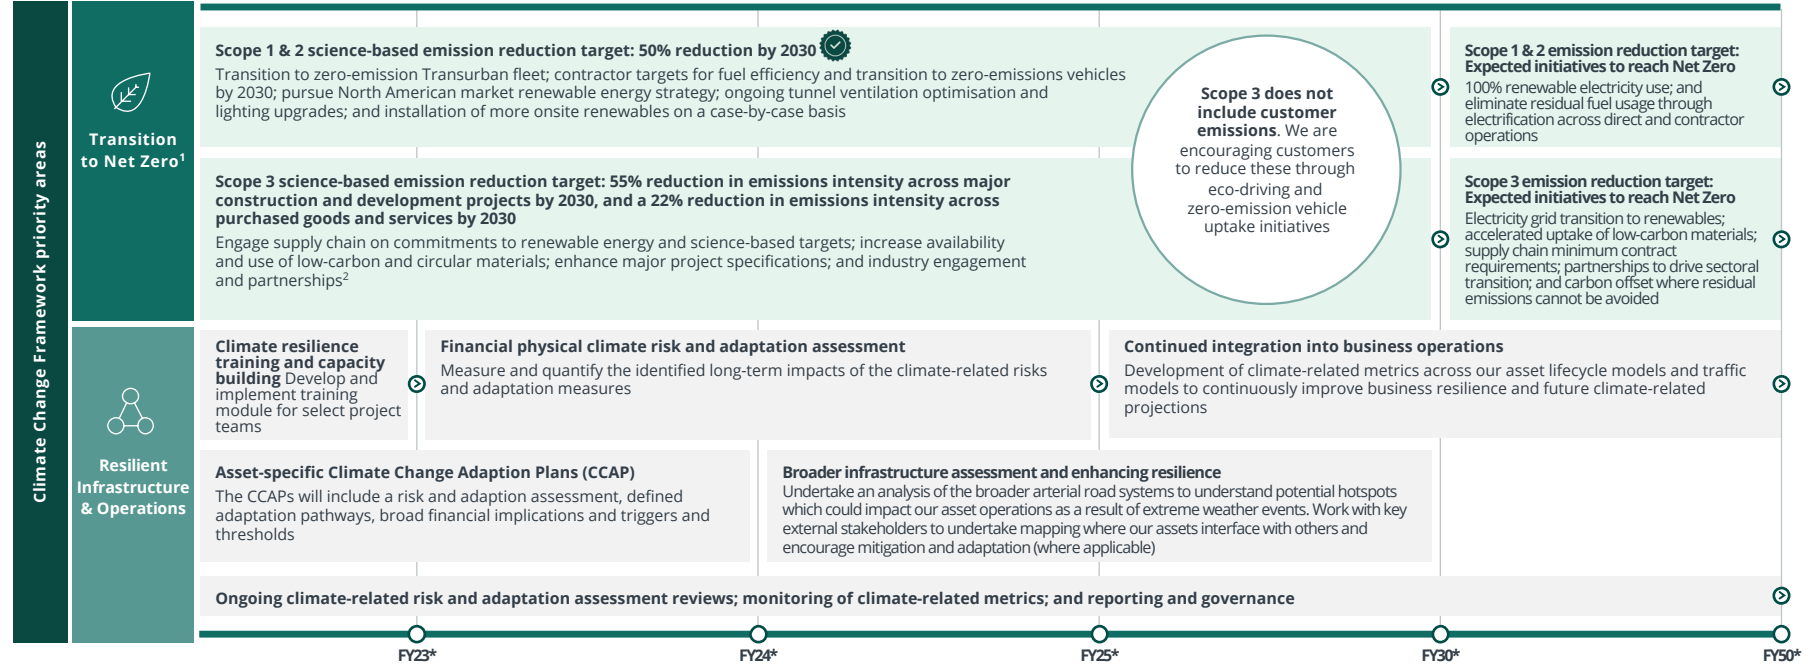 Climate Change Framework priority areas
Transition
to Net Zero1
Scope 1 & 2 science-based emission reduction target: 50% reduction by 2030
Transition to zero-emission Transurban fleet; contractor targets for fuel efficiency and transition to zero-emissions vehicles
by 2030; pursue North American market renewable energy strategy; ongoing tunnel ventilation optimisation and
lighting upgrades; and installation of more onsite renewables on a case-by-case basis
Scope 3 science-based emission reduction target: 55% reduction in emissions intensity across major
construction and development projects by 2030, and a 22% reduction in emissions intensity across
purchased goods and services by 2030
Engage supply chain on commitments to renewable energy and science-based targets; increase availability
and use of low-carbon and circular materials; enhance major project specifications; and industry engagement
and partnerships2
Scope 3 does not
include customer
emissions. We are
encouraging customers
to reduce these through
eco-driving and
zero-emission vehicle
uptake initiatives
Scope 1 & 2 emission reduction target:
Expected initiatives to reach Net Zero
100% renewable electricity use; and
eliminate residual fuel usage through
electrification across direct and contractor
operations
Scope 3 emission reduction target:
Expected initiatives to reach Net Zero
Electricity grid transition to renewables;
accelerated uptake of low-carbon materials;
supply chain minimum contract
requirements; partnerships to drive sectoral
transition; and carbon offset where residual
emissions cannot be avoided
Resilient
Infrastructure
& Operations
Climate resilience
training and capacity
building Develop and
implement training
module for select project
teams
Financial physical climate risk and adaptation assessment
Measure and quantify the identified long-term impacts of the climate-related risks
and adaptation measures
Continued integration into business operations
Development of climate-related metrics across our asset lifecycle models and traffic
models to continuously improve business resilience and future climate-related
projections
Asset-specific Climate Change Adaption Plans (CCAP)
The CCAPs will include a risk and adaption assessment, defined
adaptation pathways, broad financial implications and triggers and
thresholds
Broader infrastructure assessment and enhancing resilience
Undertake an analysis of the broader arterial road systems to understand potential hotspots
which could impact our asset operations as a result of extreme weather events. Work with key
external stakeholders to undertake mapping where our assets interface with others and
encourage mitigation and adaptation (where applicable)
Ongoing climate-related risk and adaptation assessment reviews; monitoring of climate-related metrics; and reporting and governance
FY23*
FY24*
FY25*
FY30*
FY50*